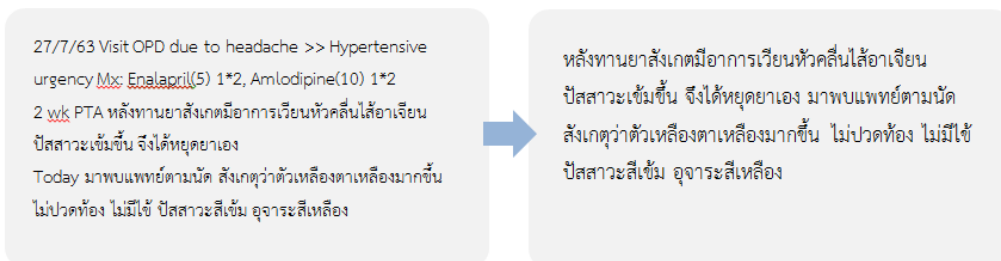 27/7/63 Visit OPD due to headache >> Hypertensive
urgency Mx: Enalapril(5) 1*2, Amlodipine(10) 1*2
2 wk PTA หลังทานยาสังเกตมีอาการเวียนหัวคลื่นไส้อาเจียน
ปัสสาวะเข้มขึ้น จึงได้หยุดยาเอง
Today มาพบแพทย์ตามนัด สังเกตุว่าตัวเหลืองตาเหลืองมากขึ้น
ไม่ปวดท้อง ไม่มีไข้ ปัสสาวะสีเข้ม อุจาระสีเหลือง
หลังทานยาสังเกตมีอาการเวียนหัวคลื่นไส้อาเจียน
ปัสสาวะเข้มขึ้น จึงได้หยุดยาเอง มาพบแพทย์ตามนัด
สังเกตุว่าตัวเหลืองตาเหลืองมากขึ้น ไม่ปวดท้อง ไม่มีไข้
ปัสสาวะสีเข้ม อุจาระสีเหลือง